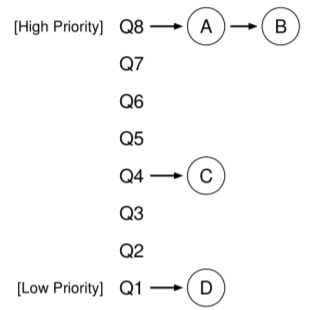 [High Priority] Q8 A B
Q7
Q6
Q5
Q4 C
Q3
Q2
[Low Priority] Q1 D